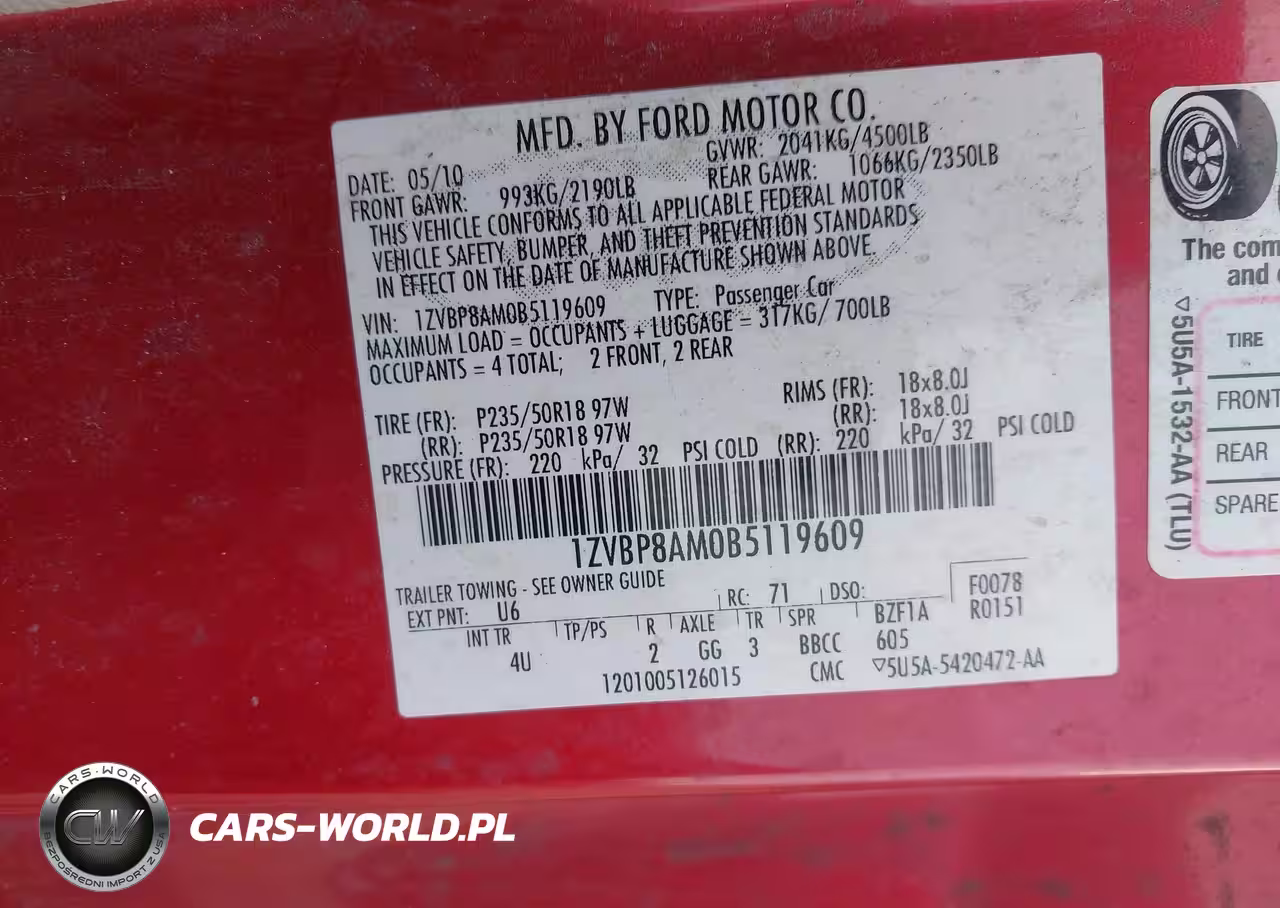 MFD. BY FORD MOTOR CO.
DATE: 05/10 GVWR: 2041KG/4500LB
FRONT GAWR: 993KG/2190LB REAR GAWR: 1066KG/2350LB
THIS VEHICLE CONFORMS TO ALL APPLICABLE FEDERAL MOTOR
VEHICLE SAFETY, BUMPER, AND THEFT PREVENTION STANDARDS
IN EFFECT ON THE DATE OF MANUFACTURE SHOWN ABOVE.
VIN: 1ZVBP8AM0B5119609 TYPE: Passenger Car
MAXIMUM LOAD = OCCUPANTS + LUGGAGE = 317KG/ 700LB
OCCUPANTS = 4 TOTAL; 2 FRONT, 2 REAR
TIRE (FR): P235/50R18 97W RIMS (FR): 18x8.0J
(RR): P235/50R18 97W (RR): 18x8.0J
PRESSURE (FR): 220 kPa/ 32 PSI COLD (RR): 220 kPa/ 32 PSI COLD
1ZVBP8AM0B5119609
TRAILER TOWING - SEE OWNER GUIDE
EXT PNT: U6 RC: 71 DSO: F0078
R0151
INT TR TP/PS R AXLE TR SPR BZF1A
4U 2 GG 3 BBCC 605
1201005126015 CMC ▽5U5A-5420472-AA
The com
and
▽5U5A-1532-AA (TLU)
TIRE
FRONT
REAR
SPARE
CARS-WORLD
CW
BEZPOŚREDNI IMPORT Z USA
CARS-WORLD.PL